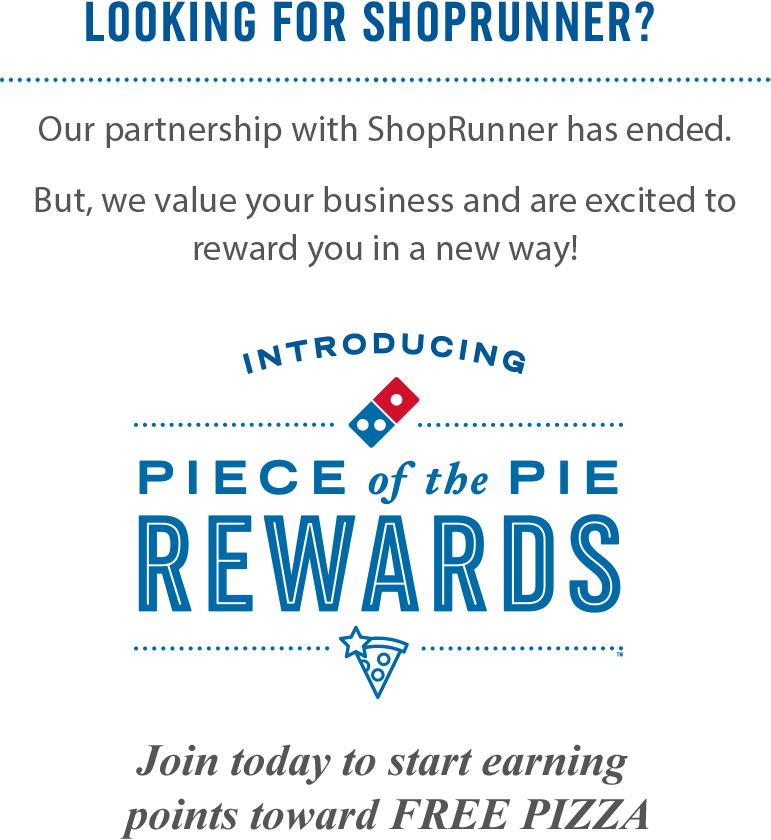 LOOKING FOR SHOPRUNNER?
Our partnership with ShopRunner has ended.
But, we value your business and are excited to
reward you in a new way!
INTRODUCING
PIECE of the PIE
REWARDS
™
Join today to start earning
points toward FREE PIZZA